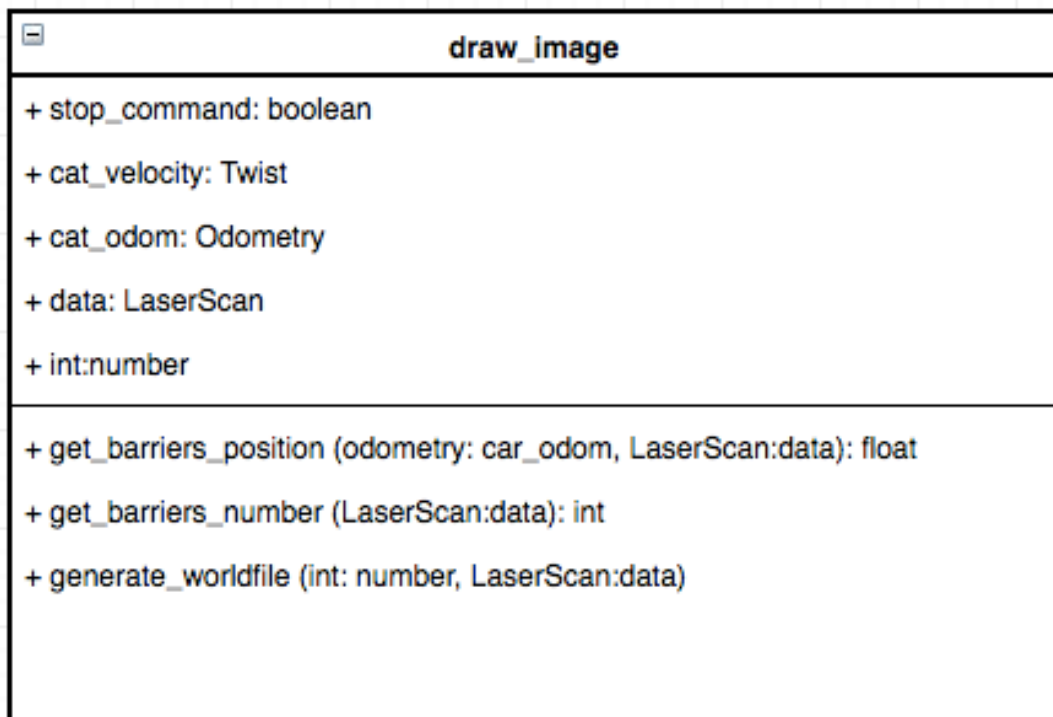 draw_image
+ stop_command: boolean
+ cat_velocity: Twist
+ cat_odom: Odometry
+ data: LaserScan
+ int:number
+ get_barriers_position (odometry: car_odom, LaserScan:data): float
+ get_barriers_number (LaserScan:data): int
+ generate_worldfile (int: number, LaserScan:data)